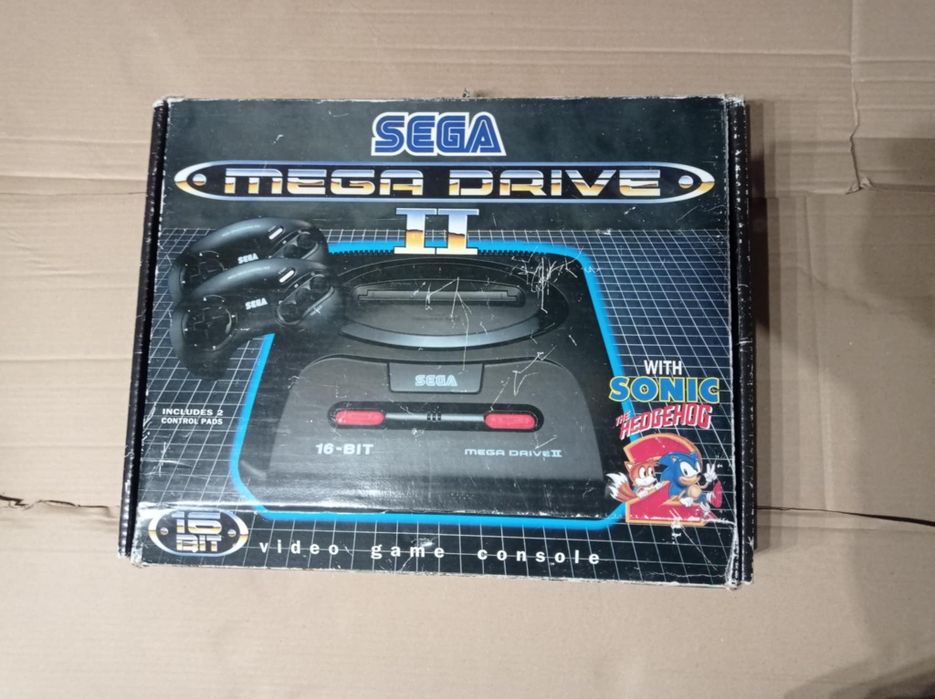 SEGA
MEGA DRIVE
II
SEGA
SEGA
SEGA
WITH
SONIC
THE
HEDGEHOG
2
INCLUDES 2
CONTROL PADS
16-BIT
MEGA DRIVE II
16
BIT
video game console